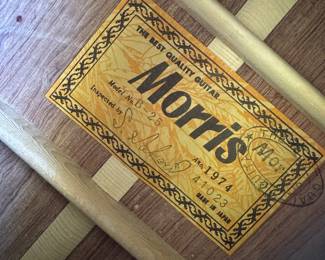 THE BEST QUALITY GUITAR
Morris
Model No.
25
Inspected by
No. 1974
41023
MADE IN JAPAN